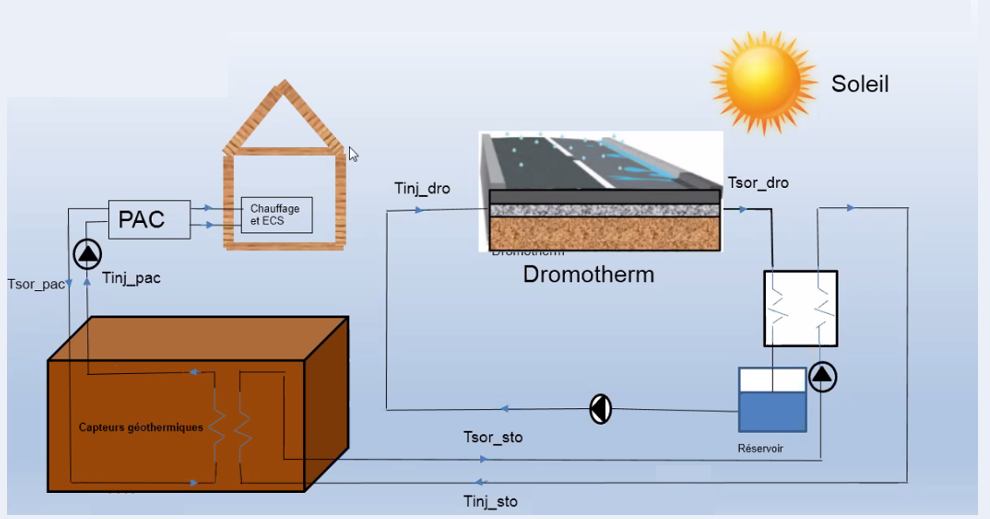 Soleil
Tinj_dro
Tsor_dro
Chauffage
et ECS
PAC
Dromotherm
Dromotherm
Tinj_pac
Tsor_pac
Capteurs géothermiques
Tsor_sto
Réservoir
Tinj_sto